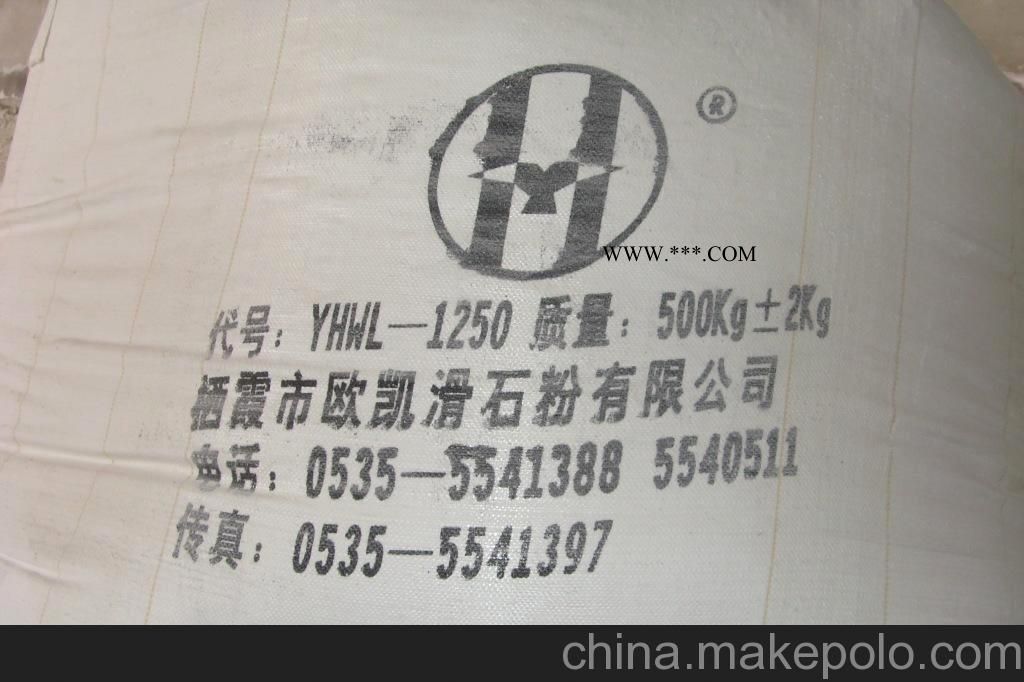 ®
WWW.***.COM
代号: YHWL—1250 质量: 500Kg±2Kg
栖霞市欧凯滑石粉有限公司
电话: 0535—5541388 5540511
传真: 0535—5541397
china.makepolo.com